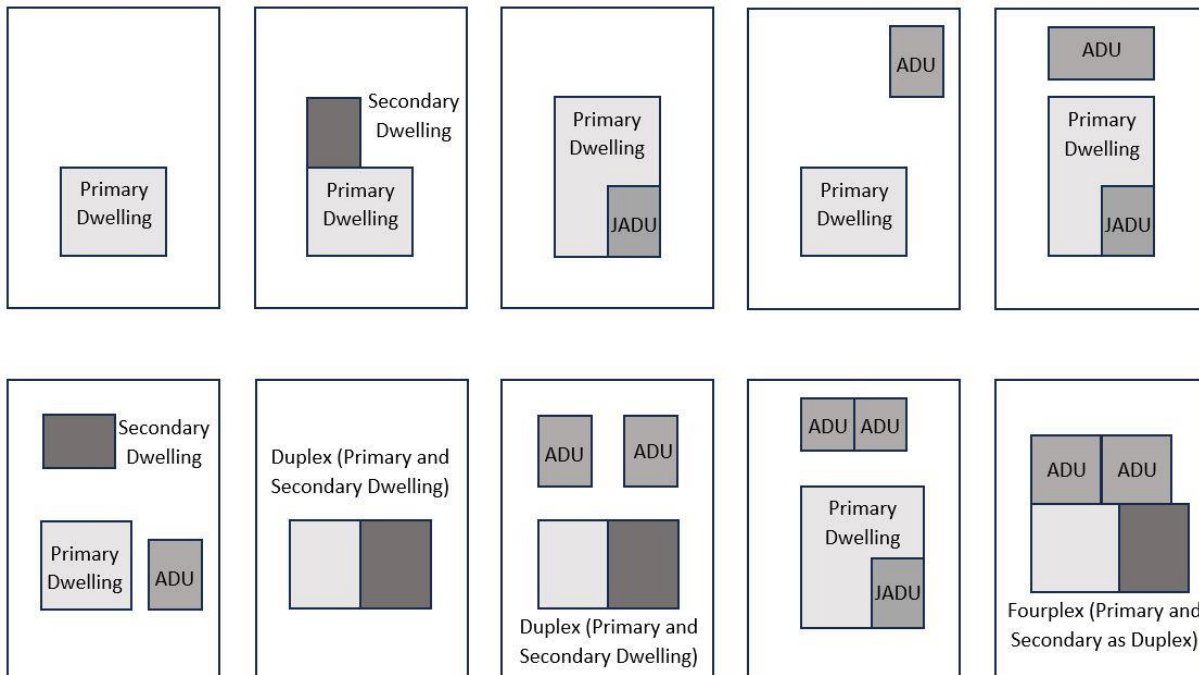 Primary
Dwelling
Secondary
Dwelling
Primary
Dwelling
Primary
Dwelling
JADU
ADU
Primary
Dwelling
ADU
Primary
Dwelling
JADU
Secondary
Dwelling
Primary
Dwelling
ADU
Duplex (Primary and
Secondary Dwelling)
ADU
ADU
Duplex (Primary and
Secondary Dwelling)
ADU
ADU
Primary
Dwelling
JADU
ADU
ADU
Fourplex (Primary and
Secondary as Duplex)